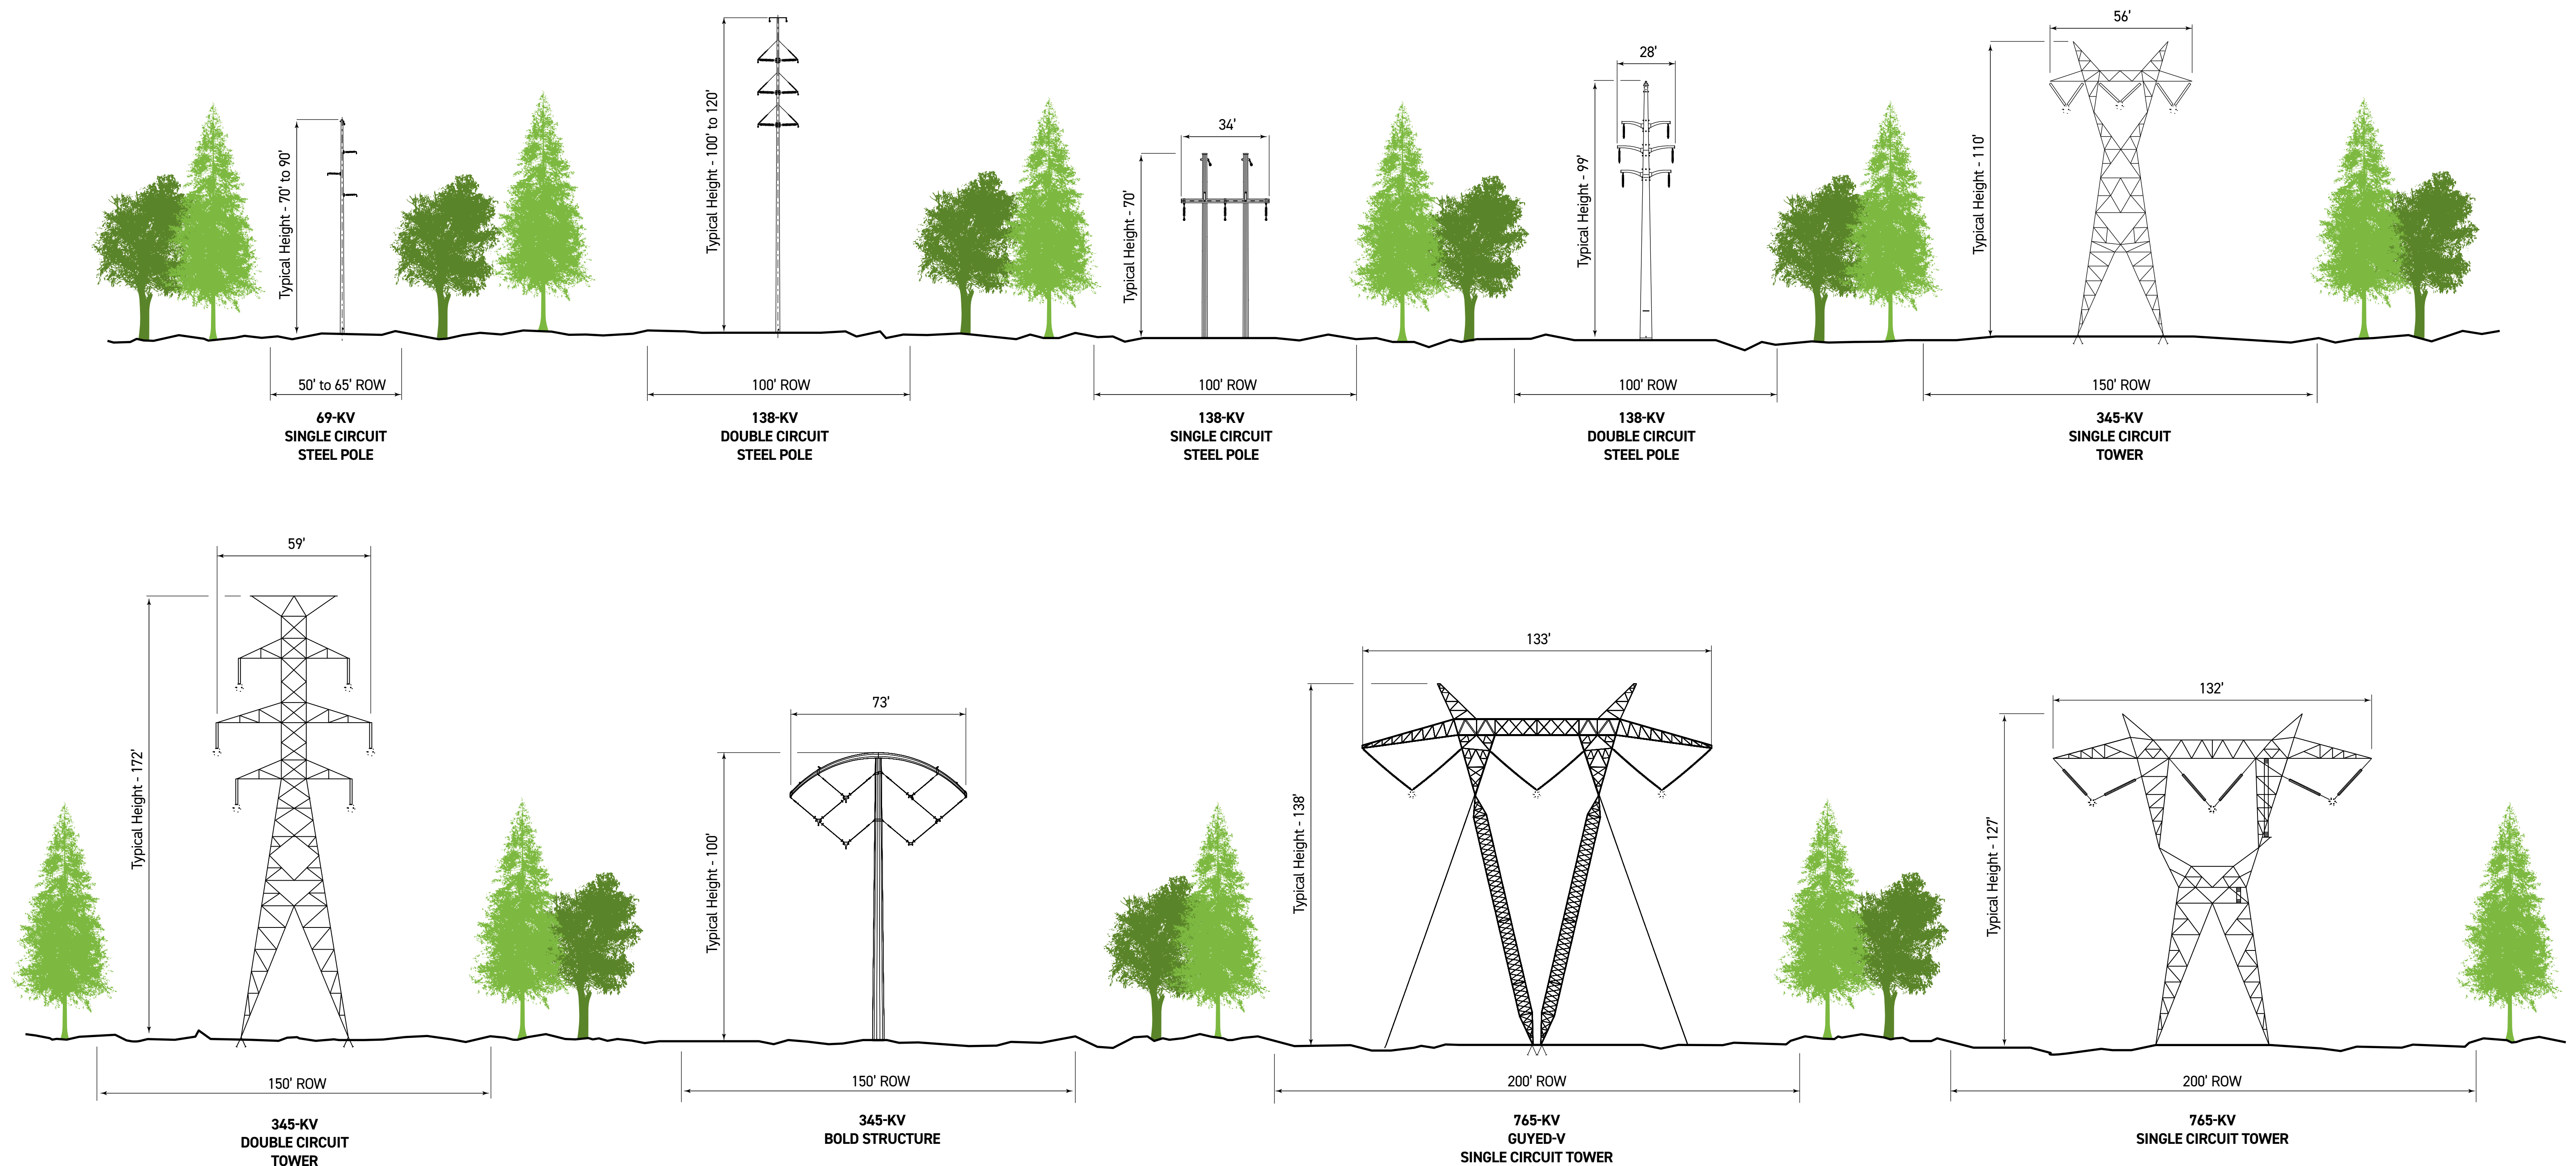 Typical Height - 70' to 90'
50' to 65' ROW
69-KV
SINGLE CIRCUIT
STEEL POLE
Typical Height - 100' to 120'
100' ROW
138-KV
DOUBLE CIRCUIT
STEEL POLE
34'
Typical Height - 70'
100' ROW
138-KV
SINGLE CIRCUIT
STEEL POLE
28'
Typical Height - 99'
100' ROW
138-KV
DOUBLE CIRCUIT
STEEL POLE
56'
Typical Height - 110'
150' ROW
345-KV
SINGLE CIRCUIT
TOWER
59'
Typical Height - 172'
150' ROW
345-KV
DOUBLE CIRCUIT
TOWER
73'
Typical Height - 100'
150' ROW
345-KV
BOLD STRUCTURE
133'
Typical Height - 138'
200' ROW
765-KV
GUYED-V
SINGLE CIRCUIT TOWER
132'
Typical Height - 127'
200' ROW
765-KV
SINGLE CIRCUIT TOWER